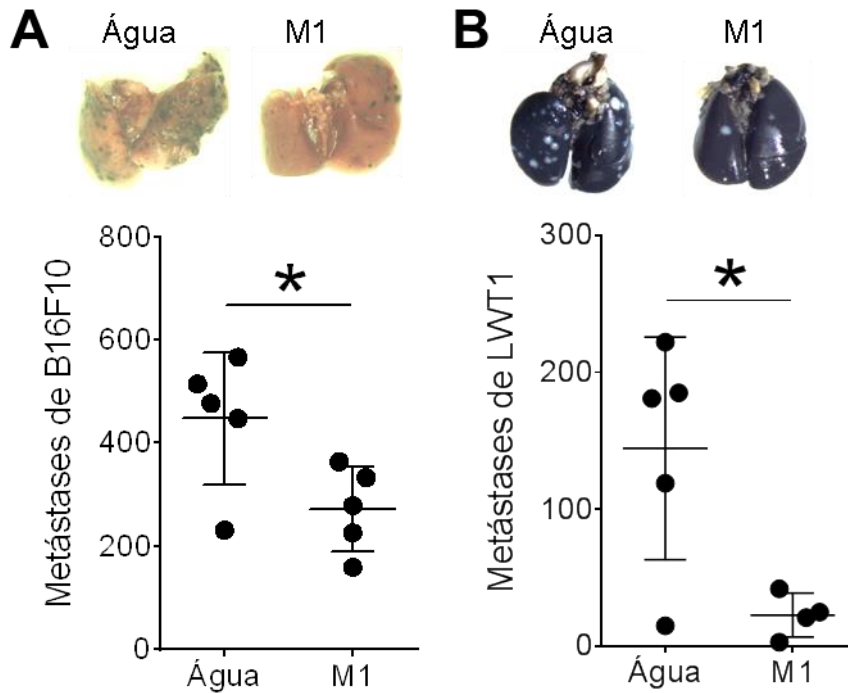 A
Água
M1
B
Água
M1
Metástases de B16F10
800
600
400
200
0
*
Água
M1
Metástases de LWT1
300
200
100
0
*
Água
M1